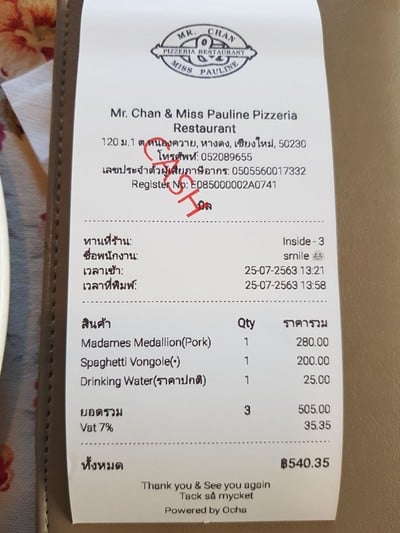 MR. CHAN
PIZZERIA RESTAURANT
MISS PAULINE
Mr. Chan & Miss Pauline Pizzeria
Restaurant
120 ม.1 ต.หนองควาย, หางดง, เชียงใหม่, 50230
โทรศัพท์: 052089655
เลขประจำตัวผู้เสียภาษีอากร: 0505560017332
Register No: E085000002A0741
CASH
บิล
ทานที่ร้าน: Inside - 3
ชื่อพนักงาน: smile
เวลาเข้า: 25-07-2563 13:21
เวลาที่พิมพ์: 25-07-2563 13:58
สินค้า Qty ราคารวม
Madames Medallion(Pork) 1 280.00
Spaghetti Vongole(•) 1 200.00
Drinking Water(ราคาปกติ) 1 25.00
ยอดรวม 3 505.00
Vat 7% 35.35
ทั้งหมด ฿540.35
Thank you & See you again
Tack så mycket
Powered by Ocha